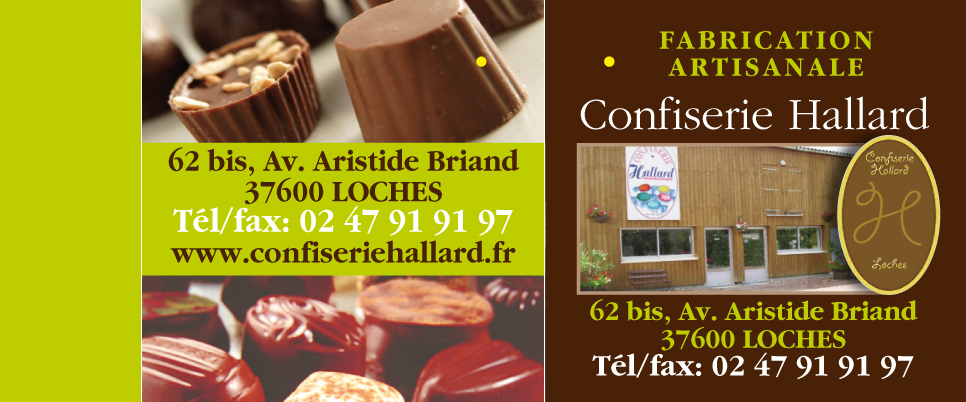 62 bis, Av. Aristide Briand
37600 LOCHES
Tél/fax: 02 47 91 91 97
www.confiseriehallard.fr
FABRICATION
ARTISANALE
Confiserie Hallard
CONFISERIE
Hallard
Confiserie
Hallard
H
Loches
62 bis, Av. Aristide Briand
37600 LOCHES
Tél/fax: 02 47 91 91 97